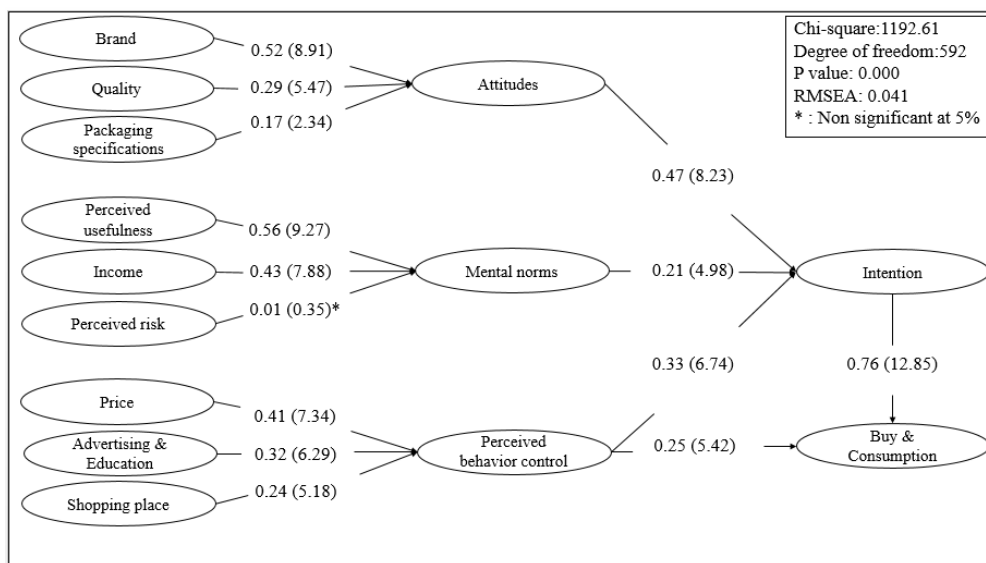 Brand
0.52 (8.91)
Quality
0.29 (5.47)
Attitudes
Packaging
specifications
0.17 (2.34)
Chi-square:1192.61
Degree of freedom:592
P value: 0.000
RMSEA: 0.041
* : Non significant at 5%
0.47 (8.23)
Perceived
usefulness
0.56 (9.27)
Income
0.43 (7.88)
Mental norms
0.21 (4.98)
Intention
Perceived risk
0.01 (0.35)*
0.33 (6.74)
0.76 (12.85)
Price
0.41 (7.34)
Advertising &
Education
0.32 (6.29)
Perceived
behavior control
0.25 (5.42)
Buy &
Consumption
Shopping place
0.24 (5.18)